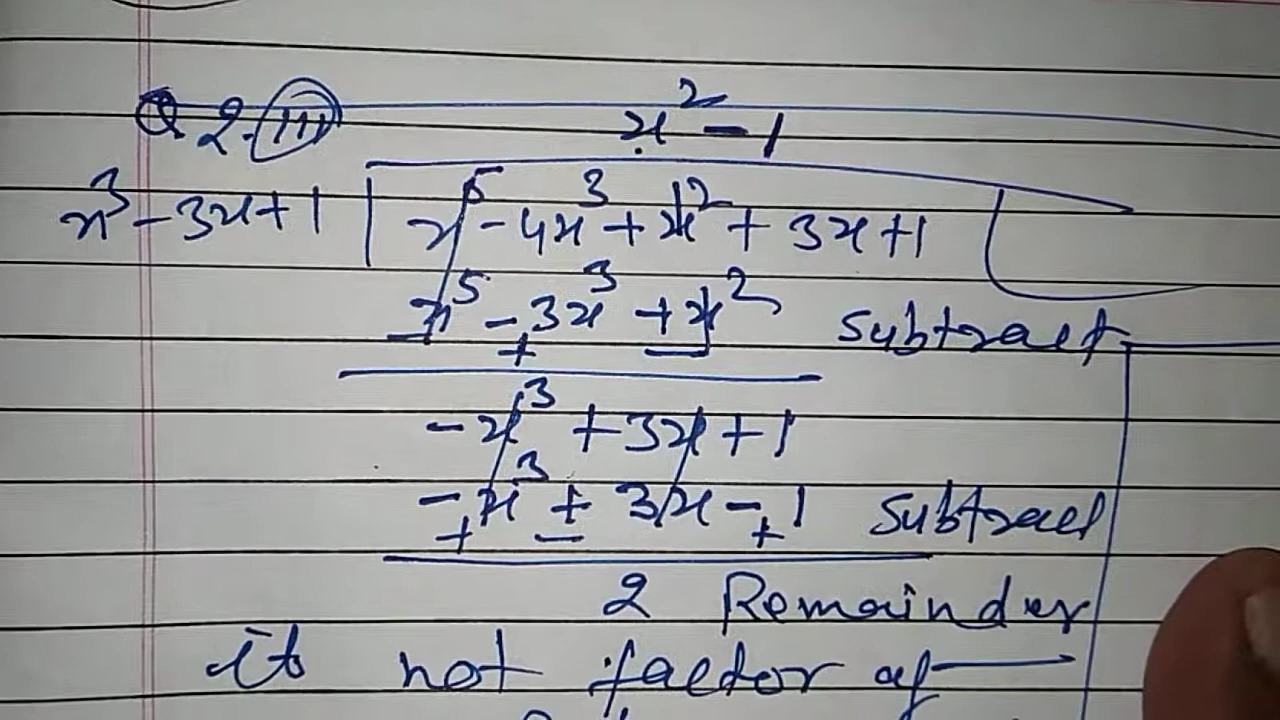 Q 2. (iii)
x² - 1
x³ - 3x + 1 | x⁵ - 4x³ + x² + 3x + 1
x⁵ - 3x³ + x² subtract
- + -
- x³ + 3x + 1
- x³ + 3x - 1 subtract
+ - +
2 Remainder
it not factor of